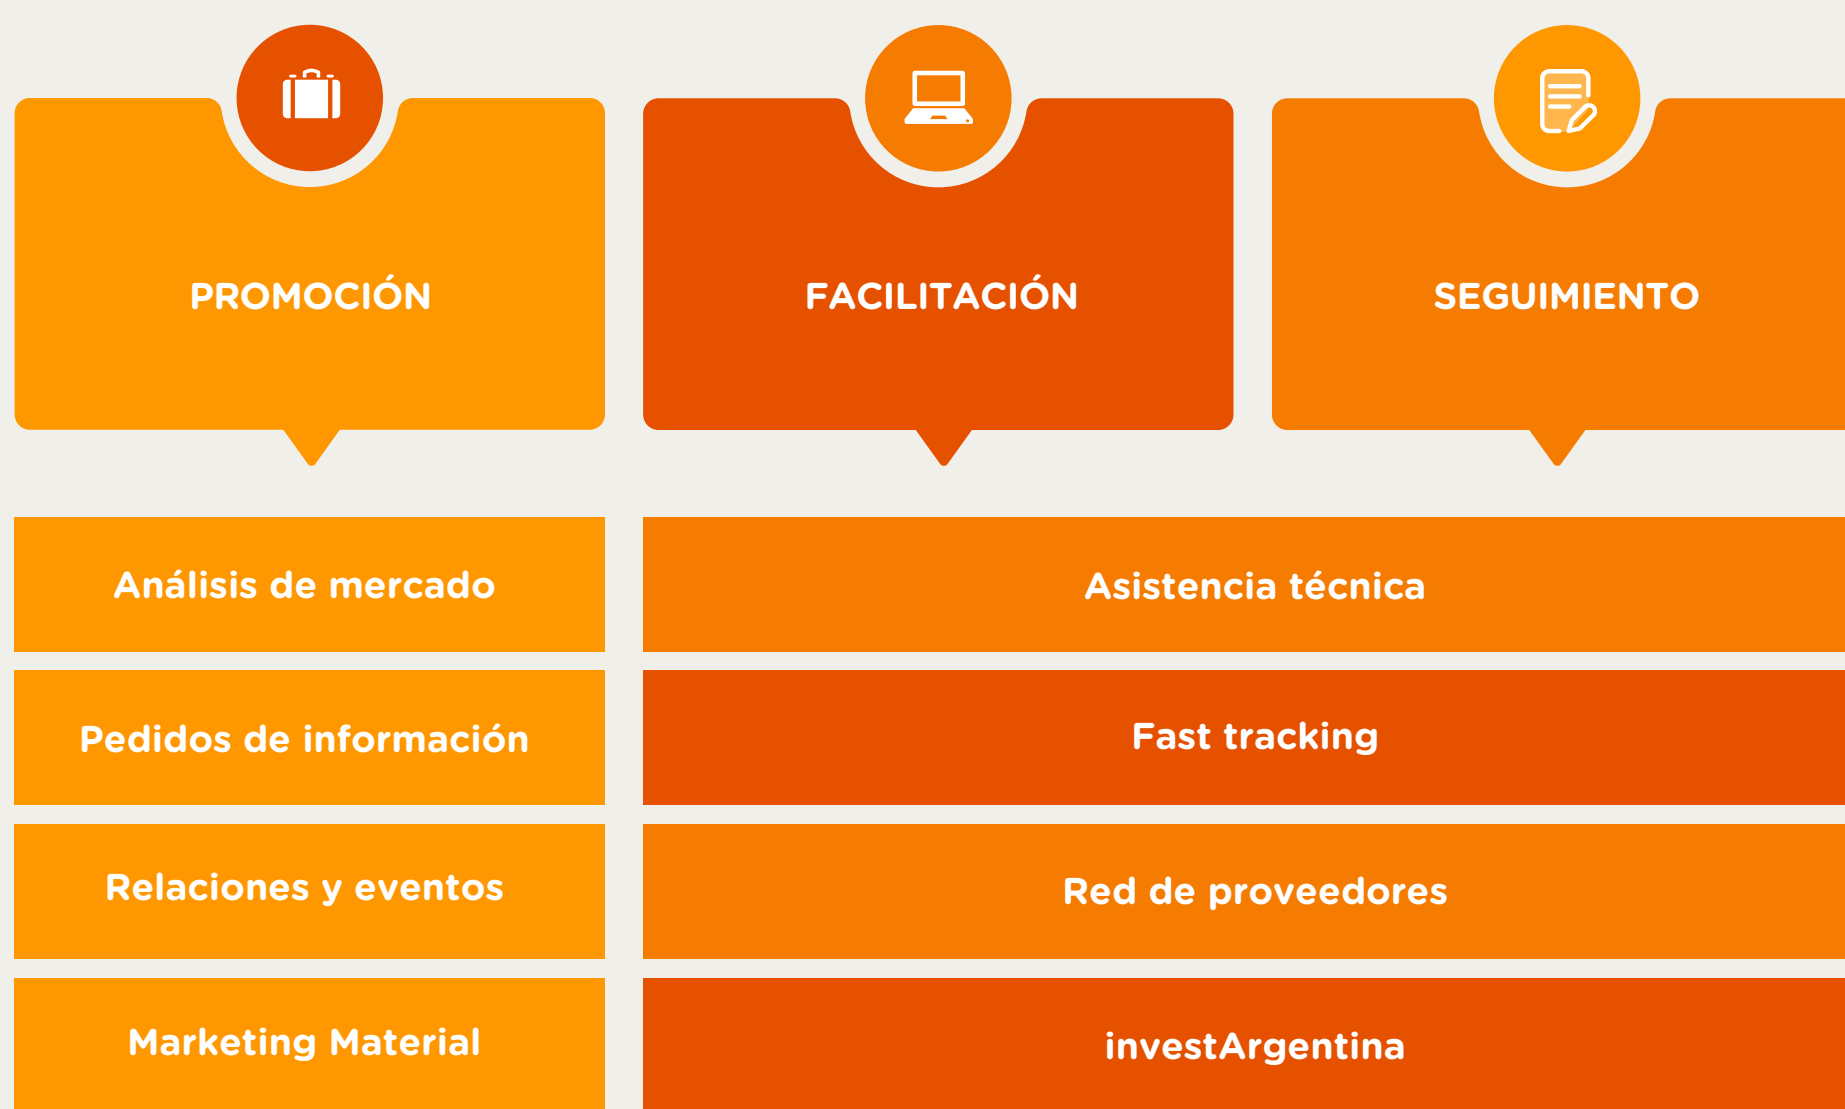 PROMOCIÓN
FACILITACIÓN
SEGUIMIENTO
Análisis de mercado
Asistencia técnica
Pedidos de información
Fast tracking
Relaciones y eventos
Red de proveedores
Marketing Material
investArgentina